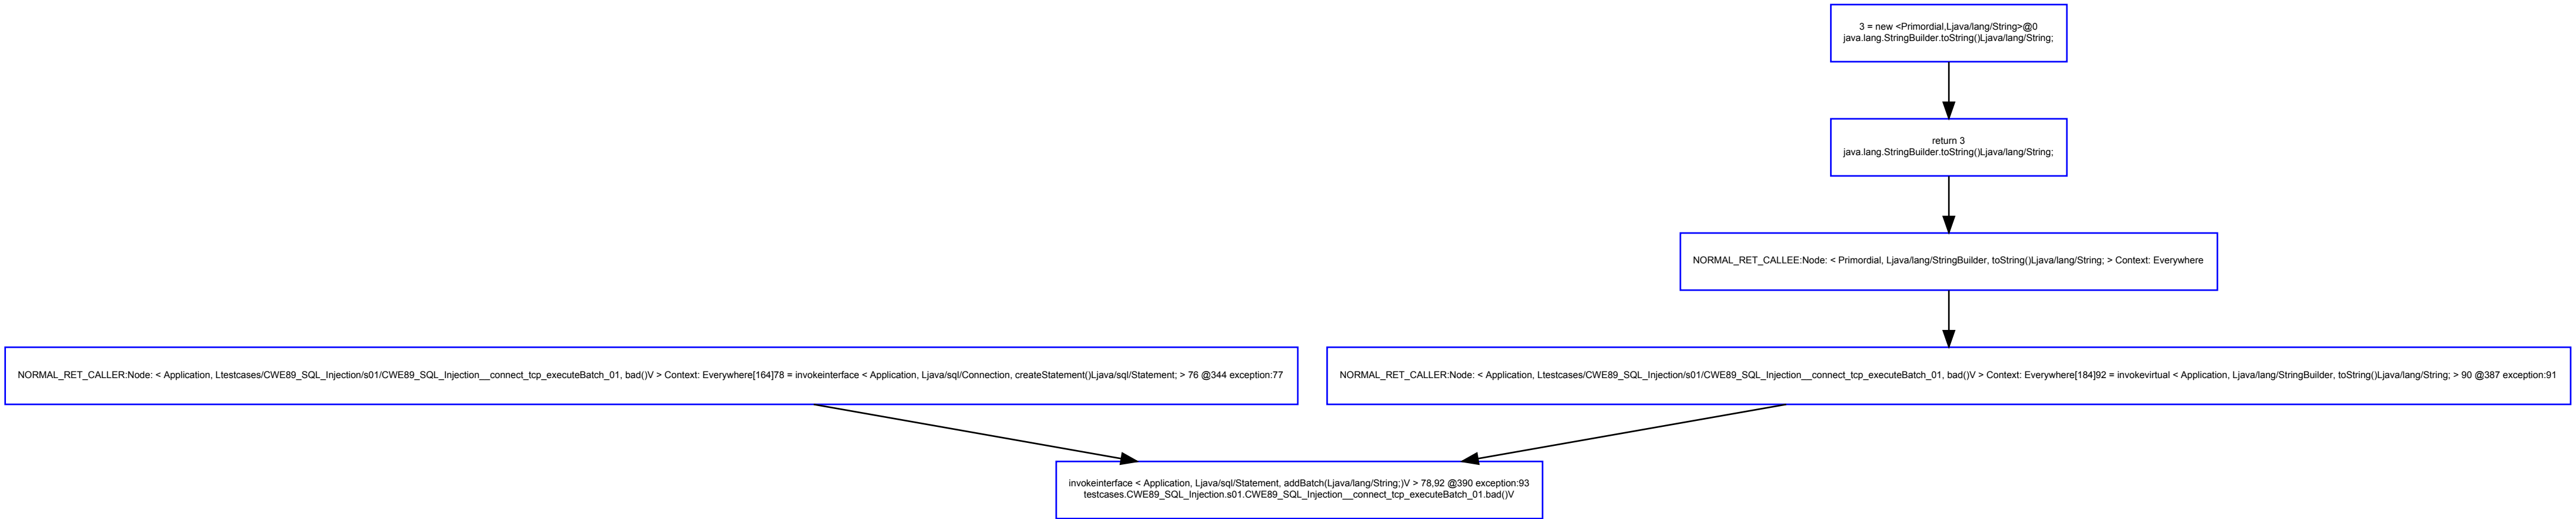 3 = new <Primordial,Ljava/lang/String>@0
java.lang.StringBuilder.toString()Ljava/lang/String;
return 3
java.lang.StringBuilder.toString()Ljava/lang/String;
NORMAL_RET_CALLEE:Node: < Primordial, Ljava/lang/StringBuilder, toString()Ljava/lang/String; > Context: Everywhere
NORMAL_RET_CALLER:Node: < Application, Ltestcases/CWE89_SQL_Injection/s01/CWE89_SQL_Injection__connect_tcp_executeBatch_01, bad()V > Context: Everywhere[164]78 = invokeinterface < Application, Ljava/sql/Connection, createStatement()Ljava/sql/Statement; > 76 @344 exception:77
NORMAL_RET_CALLER:Node: < Application, Ltestcases/CWE89_SQL_Injection/s01/CWE89_SQL_Injection__connect_tcp_executeBatch_01, bad()V > Context: Everywhere[184]92 = invokevirtual < Application, Ljava/lang/StringBuilder, toString()Ljava/lang/String; > 90 @387 exception:91
invokeinterface < Application, Ljava/sql/Statement, addBatch(Ljava/lang/String;)V > 78,92 @390 exception:93
testcases.CWE89_SQL_Injection.s01.CWE89_SQL_Injection__connect_tcp_executeBatch_01.bad()V